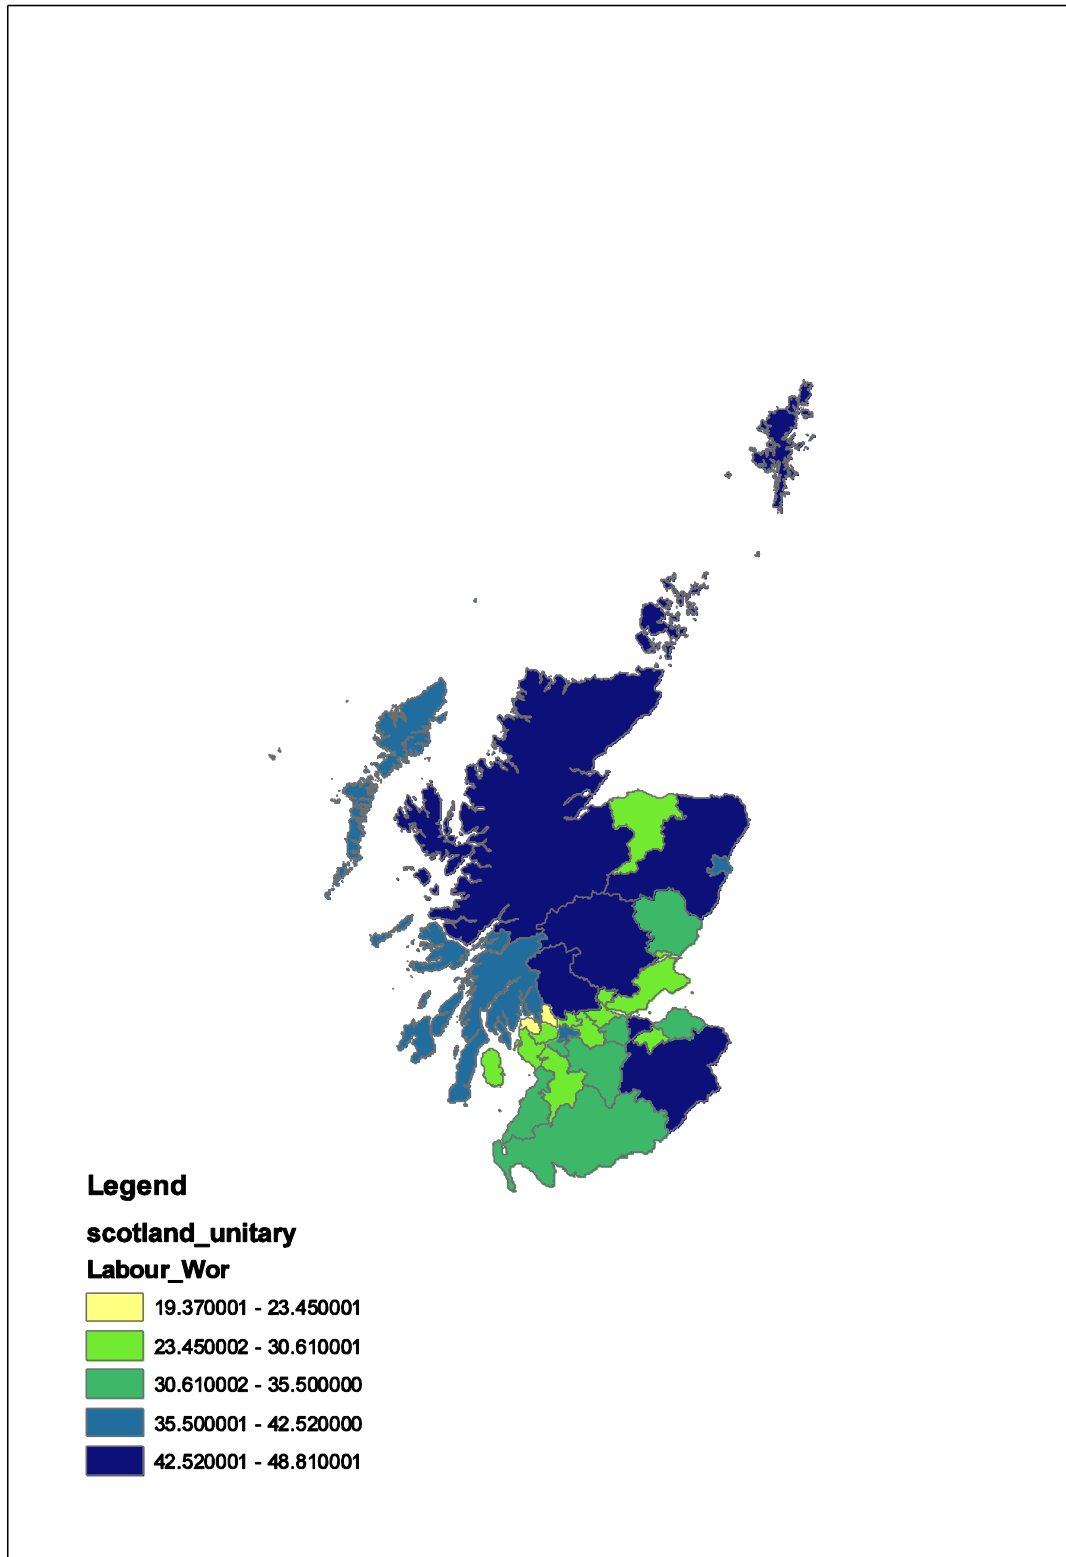 Legend
scotland_unitary
Labour_Wor
19.370001 - 23.450001
23.450002 - 30.610001
30.610002 - 35.500000
35.500001 - 42.520000
42.520001 - 48.810001